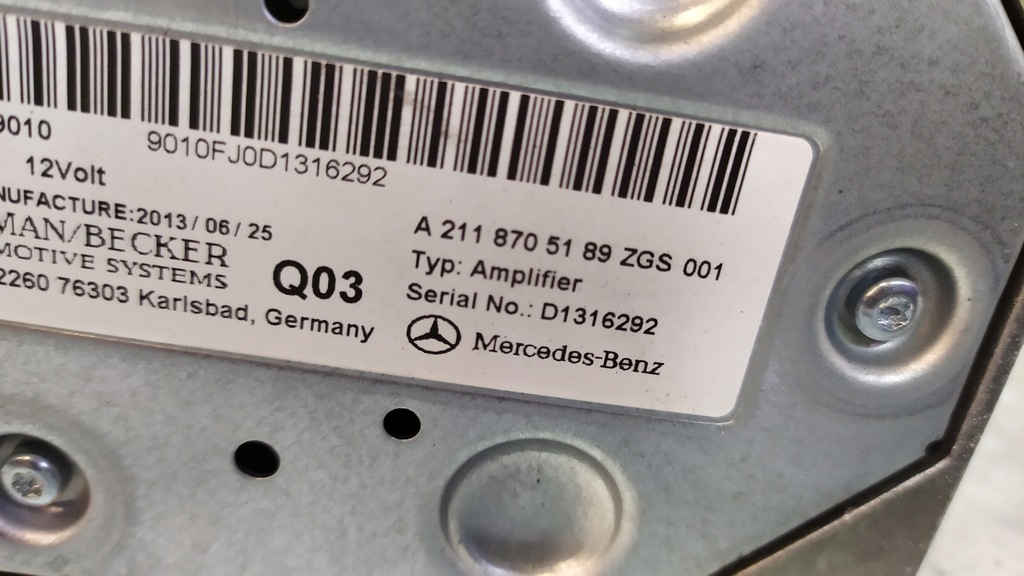 9010
9010FJ0D1316292
12Volt
NUFACTURE:2013/06/25
MAN/BECKER
MOTIVE SYSTEMS
2260 76303 Karlsbad, Germany
Q03
A 211 870 51 89 ZGS 001
Typ: Amplifier
Serial No.: D1316292
Mercedes-Benz